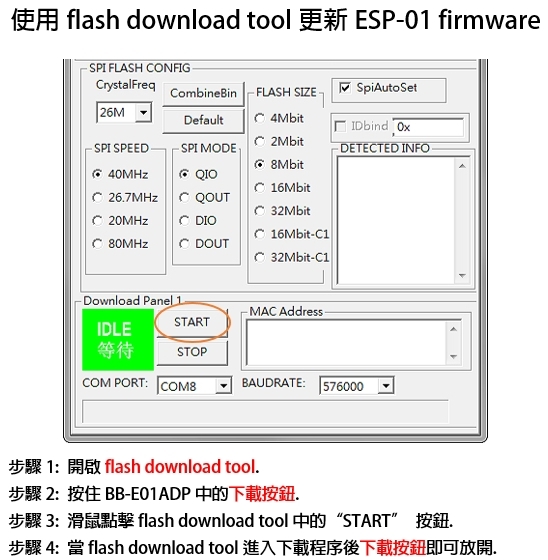 使用 flash download tool 更新 ESP-01 firmware
SPI FLASH CONFIG
CrystalFreq
26M
CombineBin
Default
SPI SPEED
40MHz
26.7MHz
20MHz
80MHz
SPI MODE
QIO
QOUT
DIO
DOUT
FLASH SIZE
4Mbit
2Mbit
8Mbit
16Mbit
32Mbit
16Mbit-C1
32Mbit-C1
SpiAutoSet
IDbind 0x
DETECTED INFO
Download Panel 1
IDLE
等待
START
STOP
MAC Address
COM PORT: COM8 BAUDRATE: 576000
步驟 1: 開啟 flash download tool.
步驟 2: 按住 BB-E01ADP 中的下載按鈕.
步驟 3: 滑鼠點擊 flash download tool 中的“START” 按鈕.
步驟 4: 當 flash download tool 進入下載程序後下載按鈕即可放開.